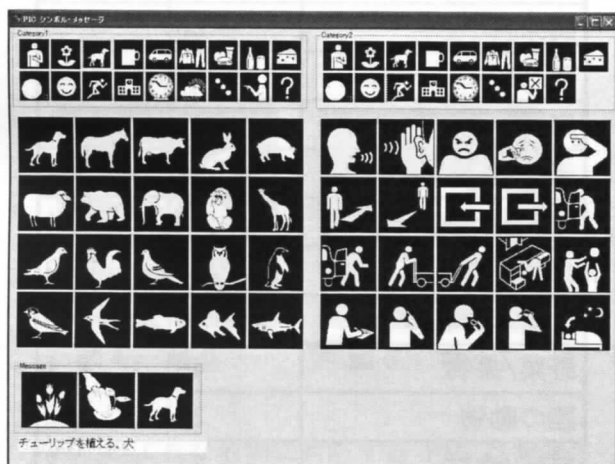 PIC シンボル・メッセージ
Category1
Category2
?
?
Message
チューリップを植える、犬